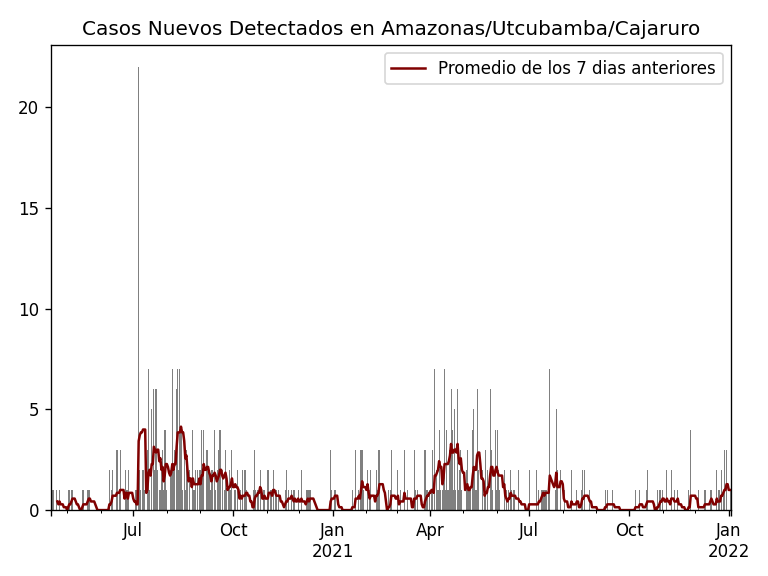 Casos Nuevos Detectados en Amazonas/Utcubamba/Cajaruro
Promedio de los 7 dias anteriores
20
15
10
5
0
Jul Oct Jan Apr Jul Oct Jan
2021 2022